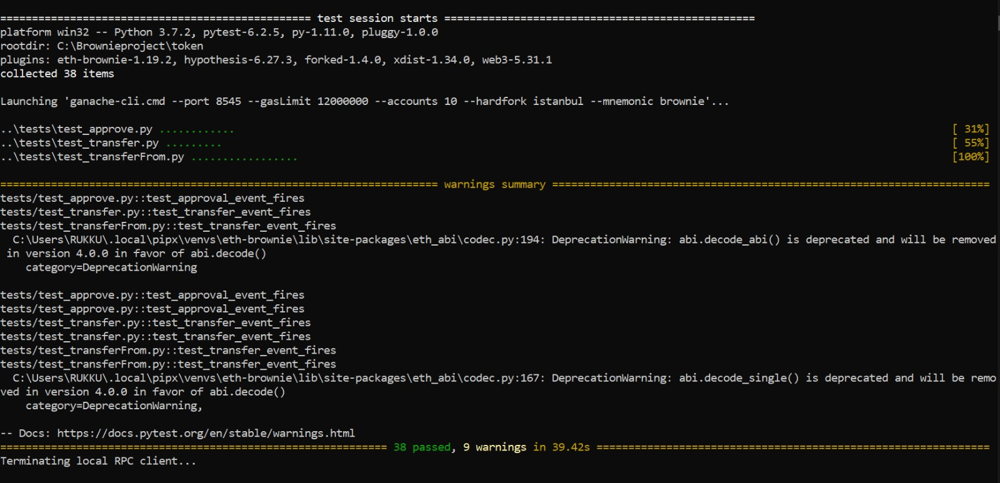 ================================================= test session starts =================================================
platform win32 -- Python 3.7.2, pytest-6.2.5, py-1.11.0, pluggy-1.0.0
rootdir: C:\Brownieproject\token
plugins: eth-brownie-1.19.2, hypothesis-6.27.3, forked-1.4.0, xdist-1.34.0, web3-5.31.1
collected 38 items
Launching 'ganache-cli.cmd --port 8545 --gasLimit 12000000 --accounts 10 --hardfork istanbul --mnemonic brownie'...
..\tests\test_approve.py ............ [ 31%]
..\tests\test_transfer.py ......... [ 55%]
..\tests\test_transferFrom.py ................. [100%]
===================================================================== warnings summary =====================================================================
tests/test_approve.py::test_approval_event_fires
tests/test_transfer.py::test_transfer_event_fires
tests/test_transferFrom.py::test_transfer_event_fires
  C:\Users\RUKKU\.local\pipx\venvs\eth-brownie\lib\site-packages\eth_abi\codec.py:194: DeprecationWarning: abi.decode_abi() is deprecated and will be removed
 in version 4.0.0 in favor of abi.decode()
    category=DeprecationWarning
tests/test_approve.py::test_approval_event_fires
tests/test_approve.py::test_approval_event_fires
tests/test_transfer.py::test_transfer_event_fires
tests/test_transfer.py::test_transfer_event_fires
tests/test_transferFrom.py::test_transfer_event_fires
tests/test_transferFrom.py::test_transfer_event_fires
  C:\Users\RUKKU\.local\pipx\venvs\eth-brownie\lib\site-packages\eth_abi\codec.py:167: DeprecationWarning: abi.decode_single() is deprecated and will be remo
ved in version 4.0.0 in favor of abi.decode()
    category=DeprecationWarning,
-- Docs: https://docs.pytest.org/en/stable/warnings.html
============================================================= 38 passed, 9 warnings in 39.42s ==============================================================
Terminating local RPC client...